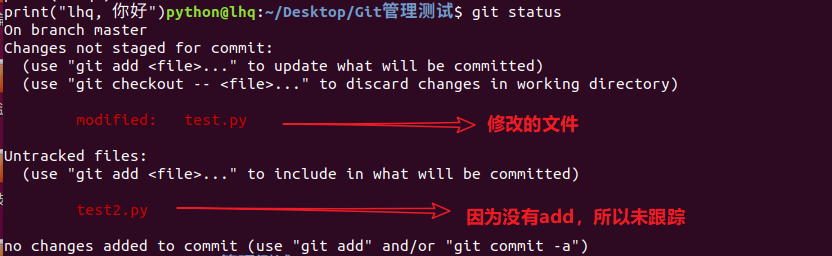 print("lhq, 你好")python@lhq:~/Desktop/Git管理测试$ git status
On branch master
Changes not staged for commit:
  (use "git add <file>..." to update what will be committed)
  (use "git checkout -- <file>..." to discard changes in working directory)
modified:   test.py 修改的文件
Untracked files:
  (use "git add <file>..." to include in what will be committed)
test2.py 因为没有add，所以未跟踪
no changes added to commit (use "git add" and/or "git commit -a")